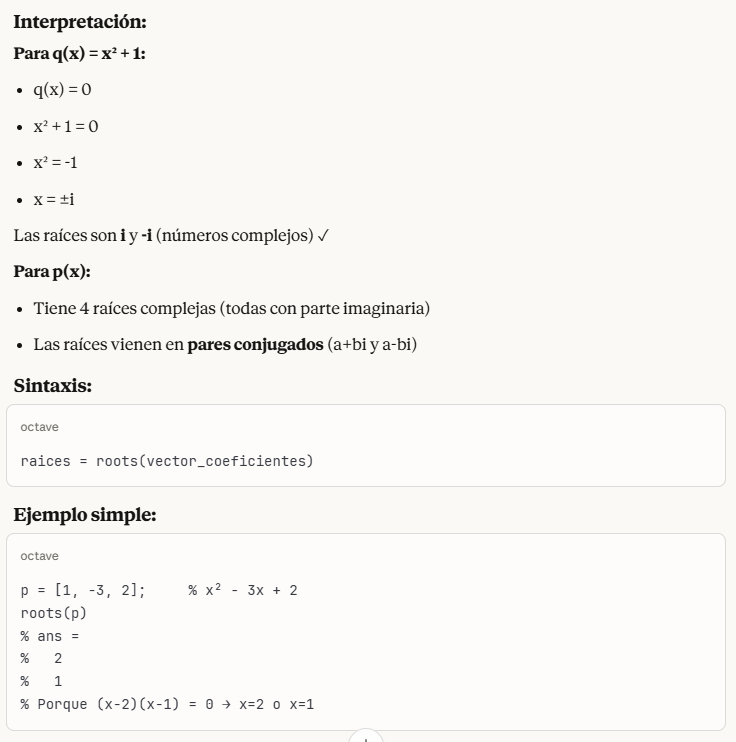 Interpretación:
Para q(x) = x² + 1:
• q(x) = 0
• x² + 1 = 0
• x² = -1
• x = ±i
Las raíces son i y -i (números complejos) ✓
Para p(x):
• Tiene 4 raíces complejas (todas con parte imaginaria)
• Las raíces vienen en pares conjugados (a+bi y a-bi)
Sintaxis:
octave
raices = roots(vector_coeficientes)
Ejemplo simple:
octave
p = [1, -3, 2];     % x² - 3x + 2
roots(p)
% ans =
%   2
%   1
% Porque (x-2)(x-1) = 0 → x=2 o x=1